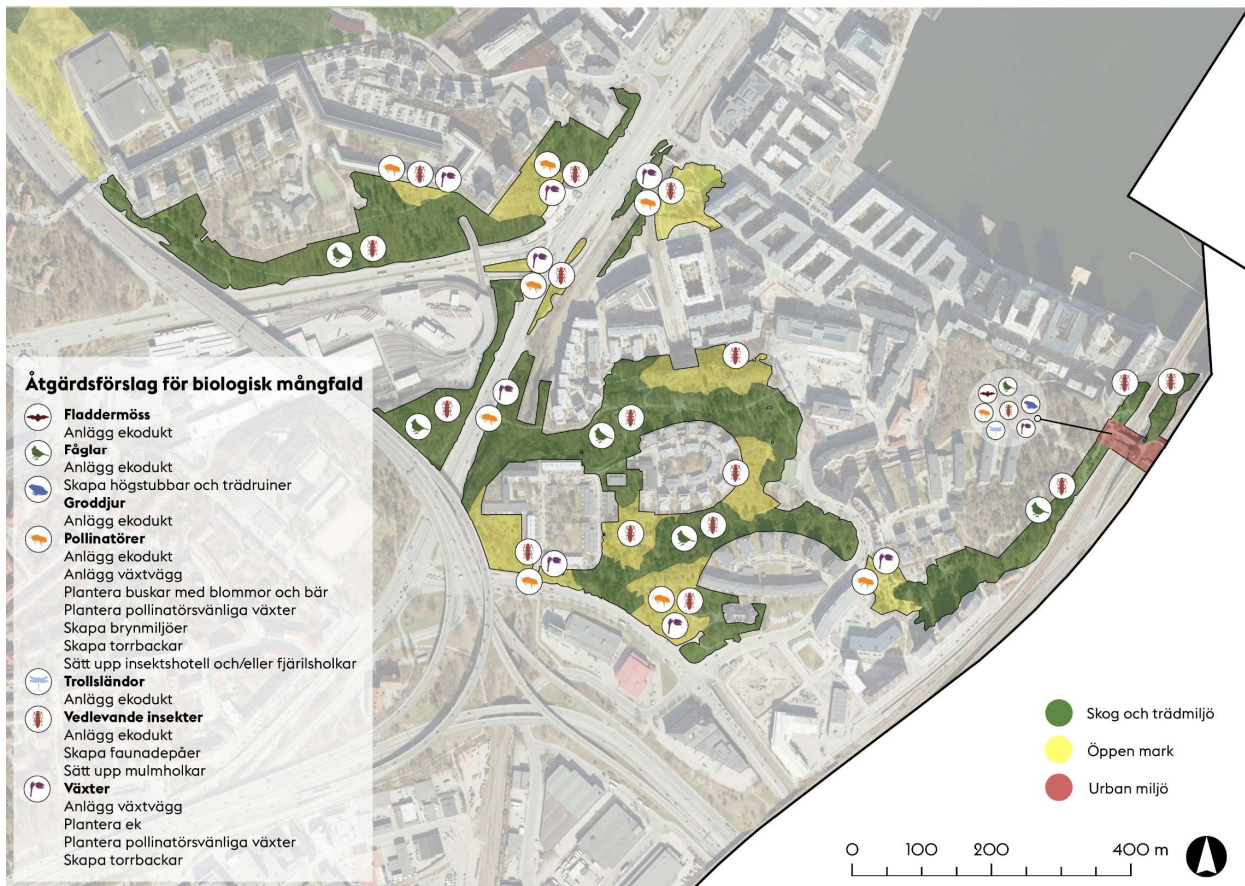 Åtgärdsförslag för biologisk mångfald
Fladdermöss
Anlägg ekodukt
Fåglar
Anlägg ekodukt
Skapa högstubbar och trädruiner
Groddjur
Anlägg ekodukt
Pollinatörer
Anlägg ekodukt
Anlägg växtvägg
Plantera buskar med blommor och bär
Plantera pollinatörsvänliga växter
Skapa brynmiljöer
Skapa torrbackar
Sätt upp insektshotell och/eller fjärilsholkar
Trollsländor
Anlägg ekodukt
Vedlevande insekter
Anlägg ekodukt
Skapa faunadepåer
Sätt upp mulmholkar
Växter
Anlägg växtvägg
Plantera ek
Plantera pollinatörsvänliga växter
Skapa torrbackar
Skog och trädmiljö
Öppen mark
Urban miljö
0 100 200 400 m